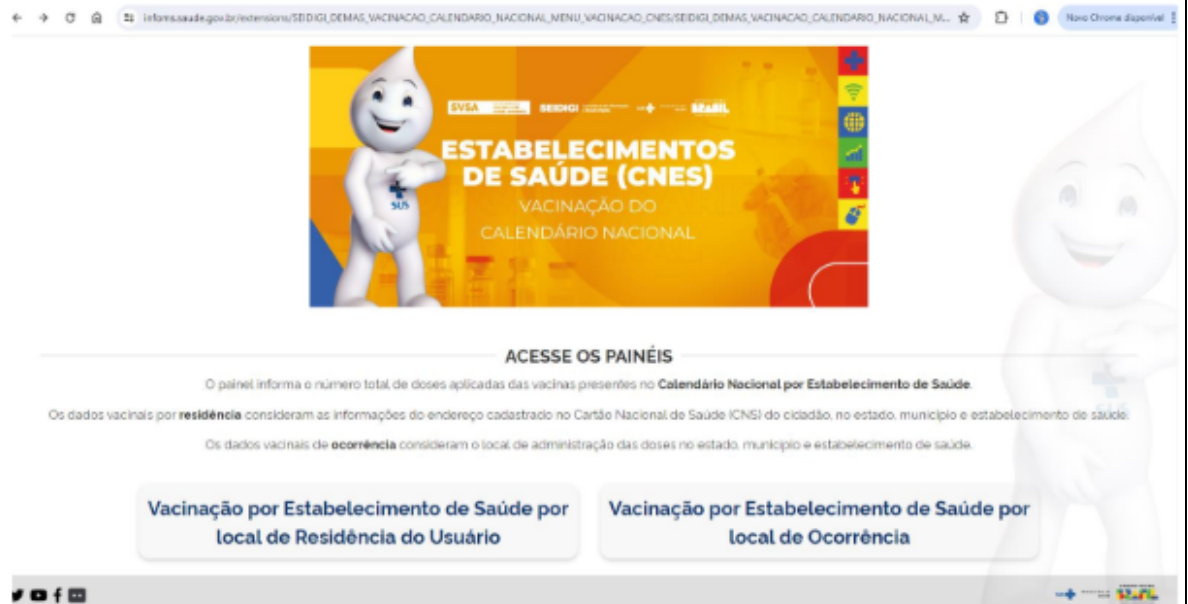 infoms.saude.gov.br/extensions/SEIDIGI_DEMAS_VACINACAO_CALENDARIO_NACIONAL_MENU_VACINACAO_CNES/SEIDIGI_DEMAS_VACINACAO_CALENDARIO_NACIONAL_M...
Novo Chrome disponível
SVSA SEIDIGI BRASIL
ESTABELECIMENTOS
DE SAÚDE (CNES)
VACINAÇÃO DO
CALENDÁRIO NACIONAL
SUS
ACESSE OS PAINÉIS
O painel informa o número total de doses aplicadas das vacinas presentes no Calendário Nacional por Estabelecimento de Saúde.
Os dados vacinais por residência consideram as informações do endereço cadastrado no Cartão Nacional de Saúde (CNS) do cidadão, no estado, município e estabelecimento de saúde.
SUS
Os dados vacinais de ocorrência consideram o local de administração das doses no estado, município e estabelecimento de saúde.
Vacinação por Estabelecimento de Saúde por
local de Residência do Usuário
Vacinação por Estabelecimento de Saúde por
local de Ocorrência
BRASIL